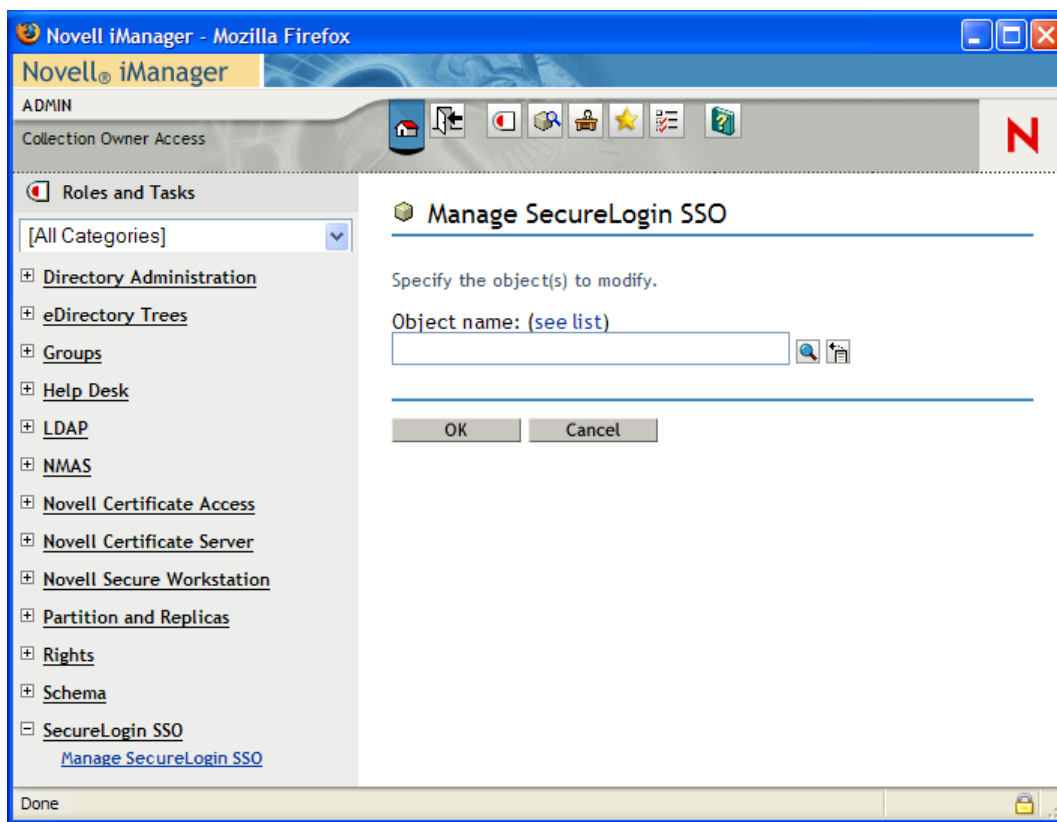 Novell iManager - Mozilla Firefox
Novell® iManager
ADMIN
Collection Owner Access
N
Roles and Tasks
[All Categories]
Directory Administration
eDirectory Trees
Groups
Help Desk
LDAP
NMAS
Novell Certificate Access
Novell Certificate Server
Novell Secure Workstation
Partition and Replicas
Rights
Schema
SecureLogin SSO
Manage SecureLogin SSO
Manage SecureLogin SSO
Specify the object(s) to modify.
Object name: (see list)
OK Cancel
Done